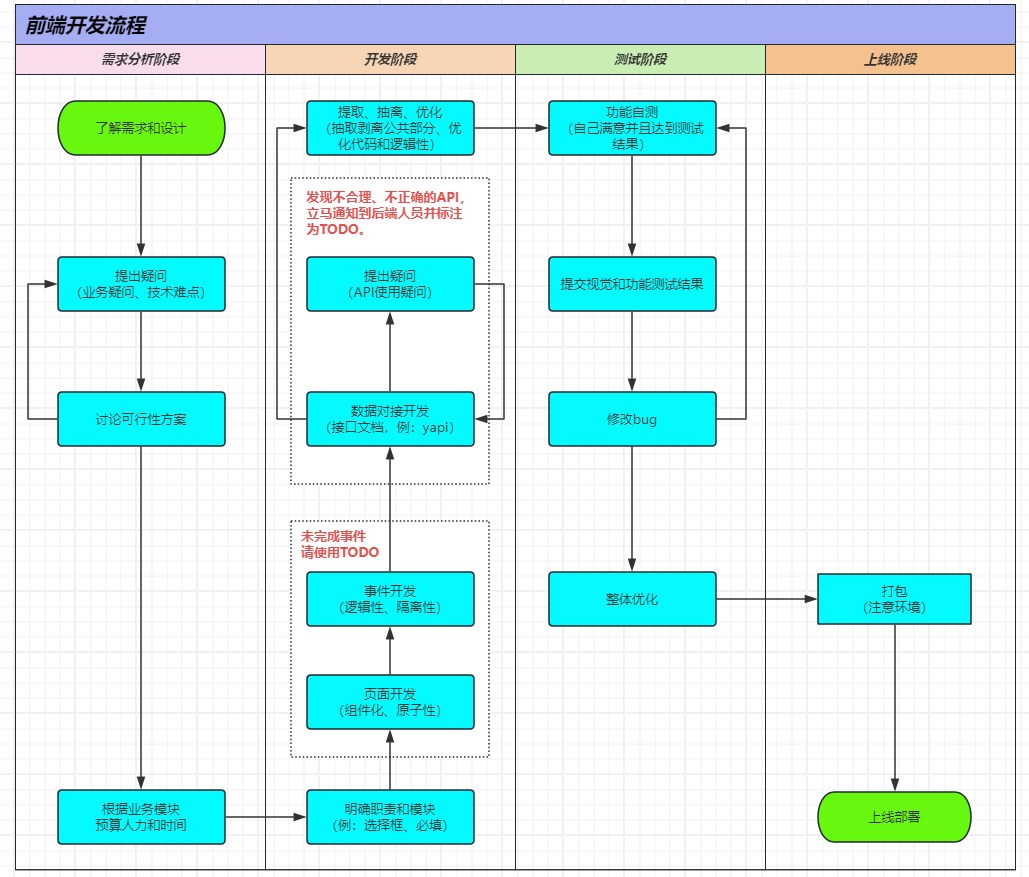 前端开发流程
需求分析阶段
开发阶段
测试阶段
上线阶段
了解需求和设计
提出疑问
（业务疑问、技术难点）
讨论可行性方案
根据业务模块
预算人力和时间
提取、抽离、优化
（抽取剥离公共部分、优
化代码和逻辑性）
发现不合理、不正确的API，
立马通知到后端人员并标注
为TODO。
提出疑问
（API使用疑问）
数据对接开发
（接口文档，例：yapi）
未完成事件
请使用TODO
事件开发
（逻辑性、隔离性）
页面开发
（组件化、原子性）
明确职责和模块
（例：选择框、必填）
功能自测
（自己满意并且达到测试
结果）
提交视觉和功能测试结果
修改bug
整体优化
打包
（注意环境）
上线部署